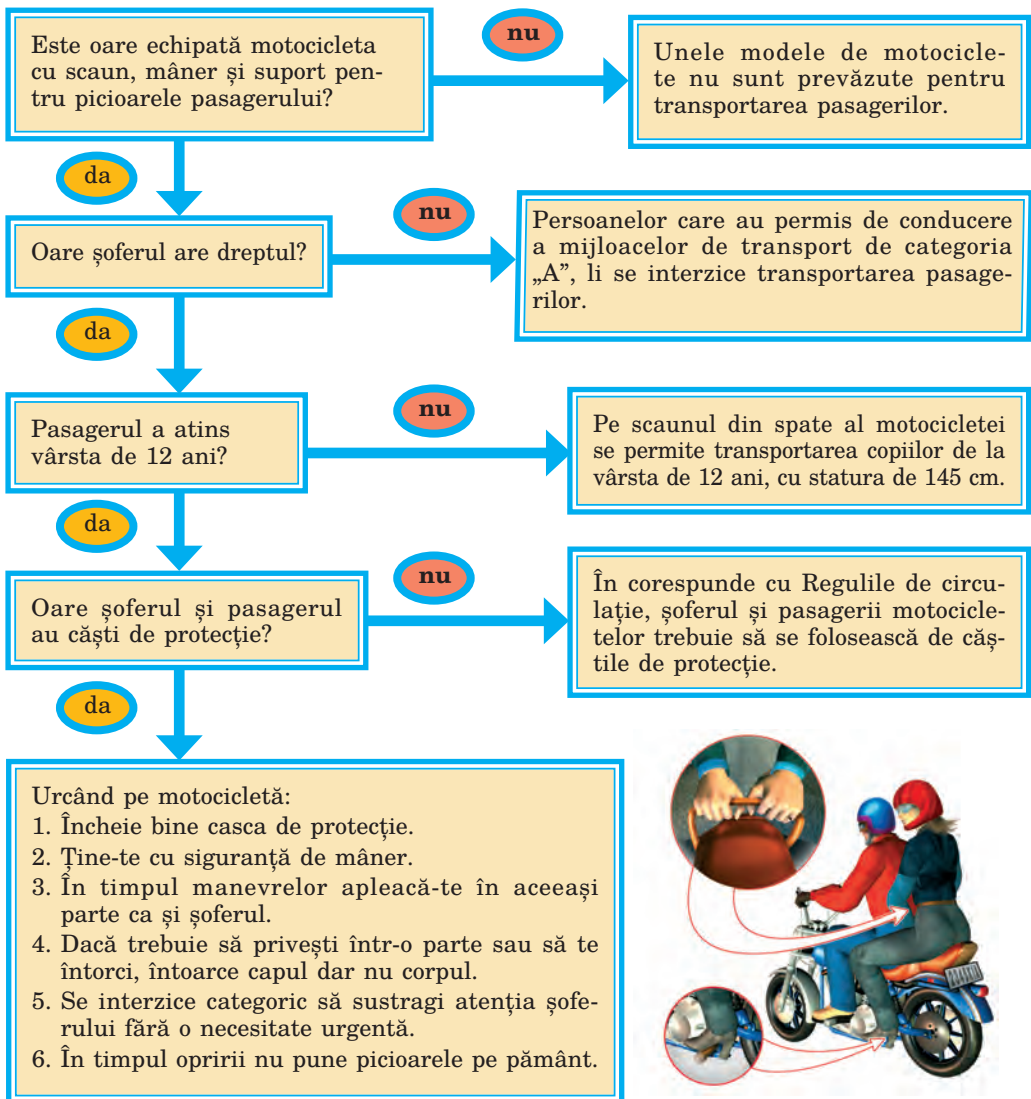 Este oare echipată motocicleta
cu scaun, mâner și suport pen-
tru picioarele pasagerului?
nu
Unele modele de motocicle-
te nu sunt prevăzute pentru
transportarea pasagerilor.
da
Oare șoferul are dreptul?
nu
Persoanelor care au permis de conducere
a mijloacelor de transport de categoria
„A”, li se interzice transportarea pasage-
rilor.
da
Pasagerul a atins
vârsta de 12 ani?
nu
Pe scaunul din spate al motocicletei
se permite transportarea copiilor de la
vârsta de 12 ani, cu statura de 145 cm.
da
Oare șoferul și pasagerul
au căști de protecție?
nu
În corespunde cu Regulile de circu-
lație, șoferul și pasagerii motocicle-
telor trebuie să se folosească de căș-
tile de protecție.
da
Urcând pe motocicletă:
1. Încheie bine casca de protecție.
2. Ține-te cu siguranță de mâner.
3. În timpul manevrelor apleacă-te în aceeași
parte ca și șoferul.
4. Dacă trebuie să privești într-o parte sau să te
întorci, întoarce capul dar nu corpul.
5. Se interzice categoric să sustragi atenția șofe-
rului fără o necesitate urgentă.
6. În timpul opririi nu pune picioarele pe pământ.